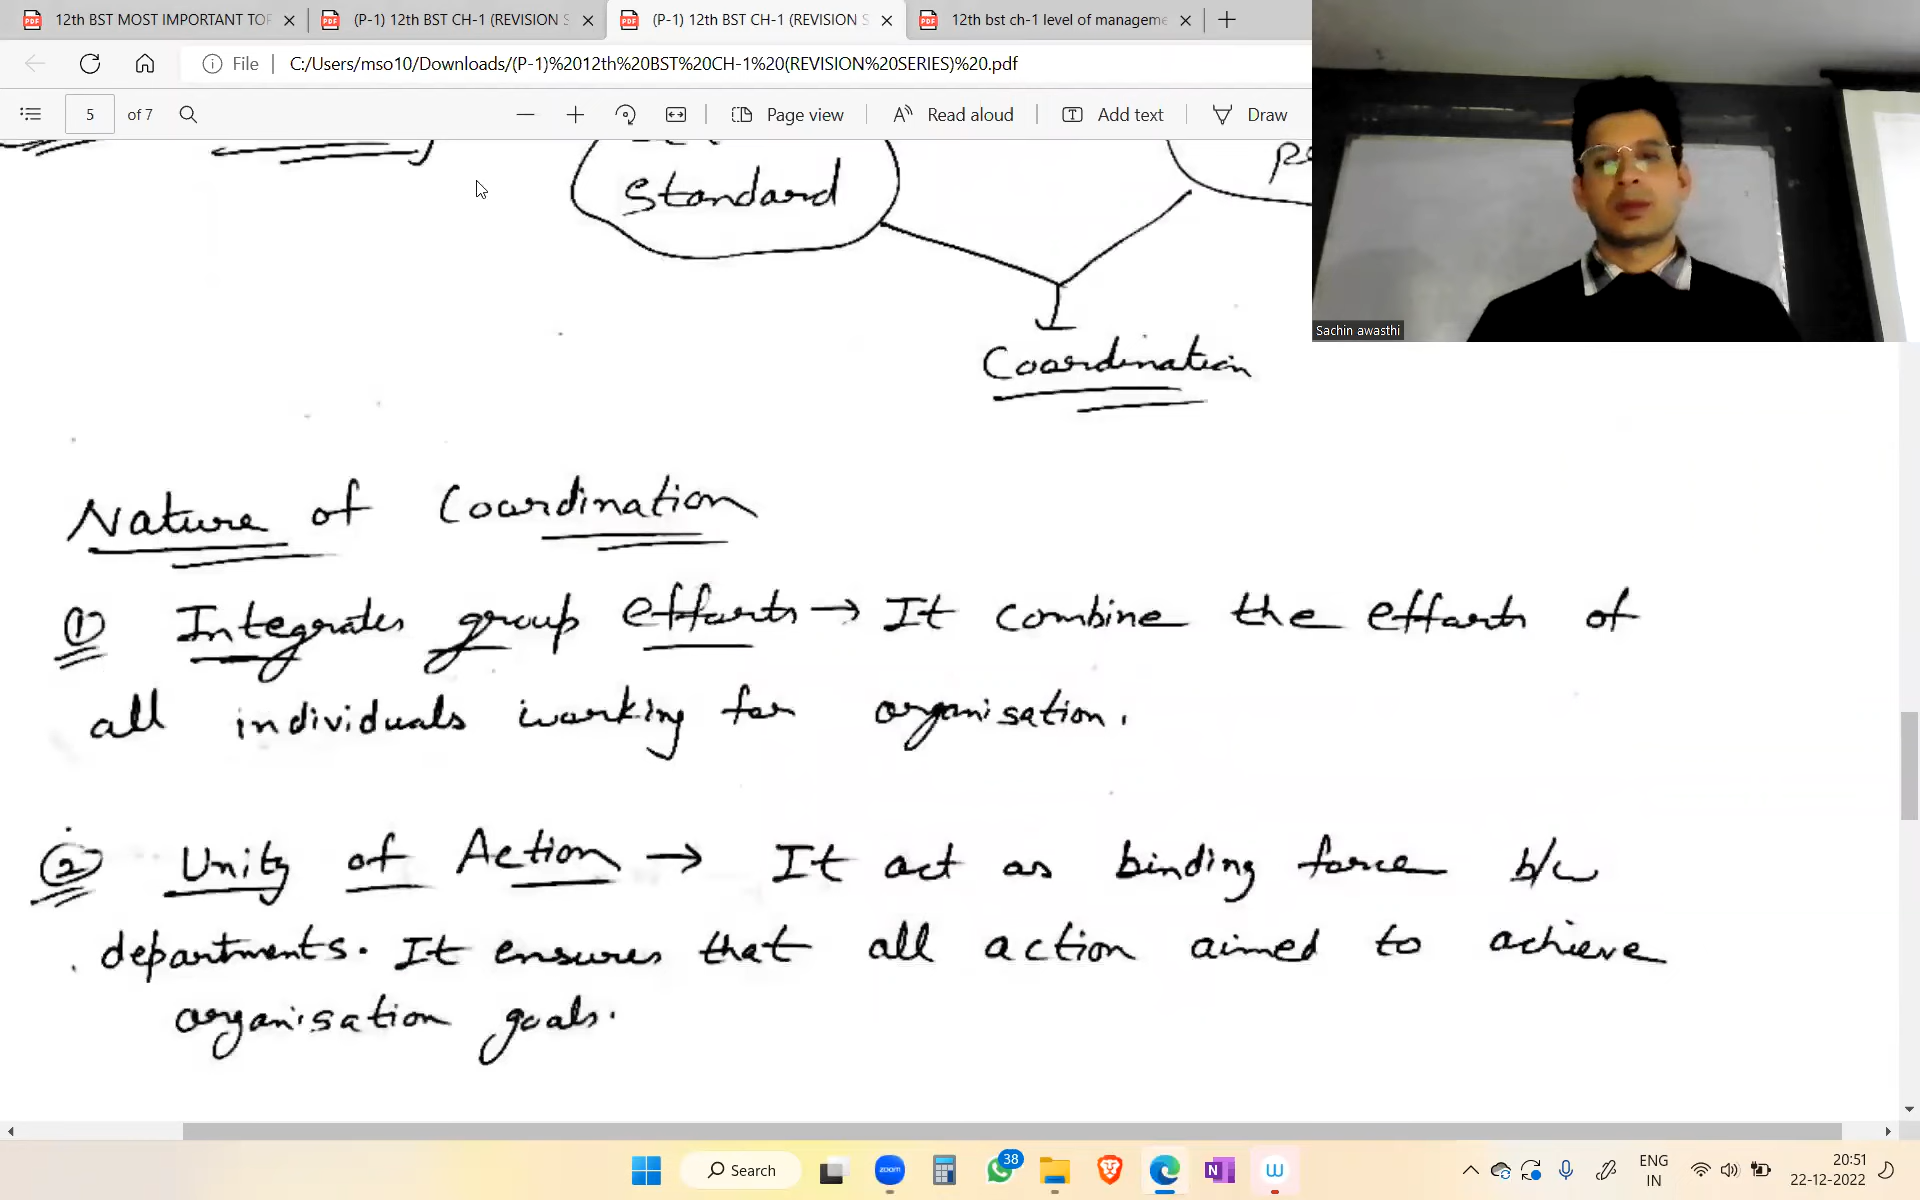 12th BST MOST IMPORTANT TOP
(P-1) 12th BST CH-1 (REVISION S
(P-1) 12th BST CH-1 (REVISION S
12th bst ch-1 level of manageme
File
C:/Users/mso10/Downloads/(P-1)%2012th%20BST%20CH-1%20(REVISION%20SERIES)%20.pdf
5 of 7
Page view
Read aloud
Add text
Draw
Standard
Sachin awasthi
Coordination
Nature of Coordination
① Integrates group efforts → It combine the efforts of
all individuals working for organisation.
② Unity of Action → It act as binding force b/w
departments. It ensures that all action aimed to achieve
organisation goals.
Search
zoom
38
ENG
IN
20:51
22-12-2022